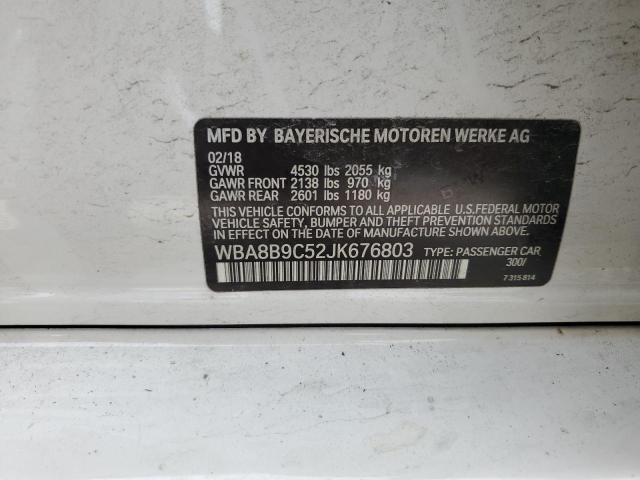 MFD BY BAYERISCHE MOTOREN WERKE AG
02/18
GVWR 4530 lbs 2055 kg
GAWR FRONT 2138 lbs 970 kg
GAWR REAR 2601 lbs 1180 kg
THIS VEHICLE CONFORMS TO ALL APPLICABLE U.S.FEDERAL MOTOR
VEHICLE SAFETY, BUMPER, AND THEFT PREVENTION STANDARDS
IN EFFECT ON THE DATE OF MANUFACTURE SHOWN ABOVE.
WBA8B9C52JK676803 TYPE: PASSENGER CAR
300/
7 315 814